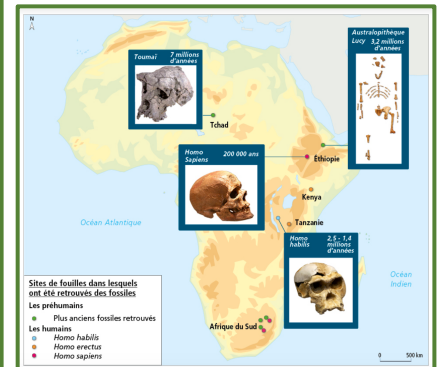 N
Toumaï 7 millions
d'années
Tchad
Australopithèque
Lucy 3,2 millions
d'années
Homo
Sapiens 200 000 ans
Éthiopie
Kenya
Tanzanie
Océan Atlantique
Homo
habilis
2,5 - 1,4
millions
d'années
Océan
Indien
Sites de fouilles dans lesquels
ont été retrouvés des fossiles
Les préhumains
Plus anciens fossiles retrouvés
Les humains
Homo habilis
Homo erectus
Homo sapiens
Afrique du Sud
0 500 km